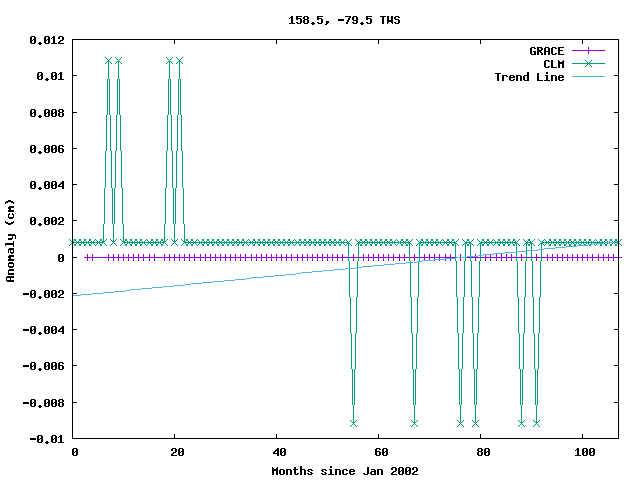 158.5, -79.5 TWS
GRACE
CLM
Trend Line
0.012
0.01
0.008
0.006
0.004
0.002
0
-0.002
-0.004
-0.006
-0.008
-0.01
Anomaly (cm)
0 20 40 60 80 100
Months since Jan 2002